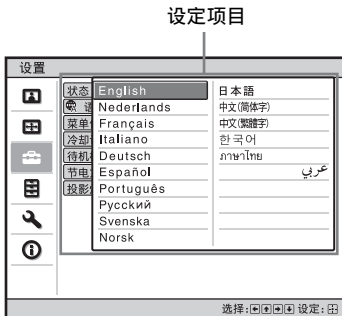 设定项目
设置
状态
语
菜单
冷却
待机
节电
投影
English
Nederlands
Français
Italiano
Deutsch
Español
Português
Русский
Svenska
Norsk
日本語
中文(简体字)
中文(繁體字)
한국어
ภาษาไทย
عربي
选择: 设定: